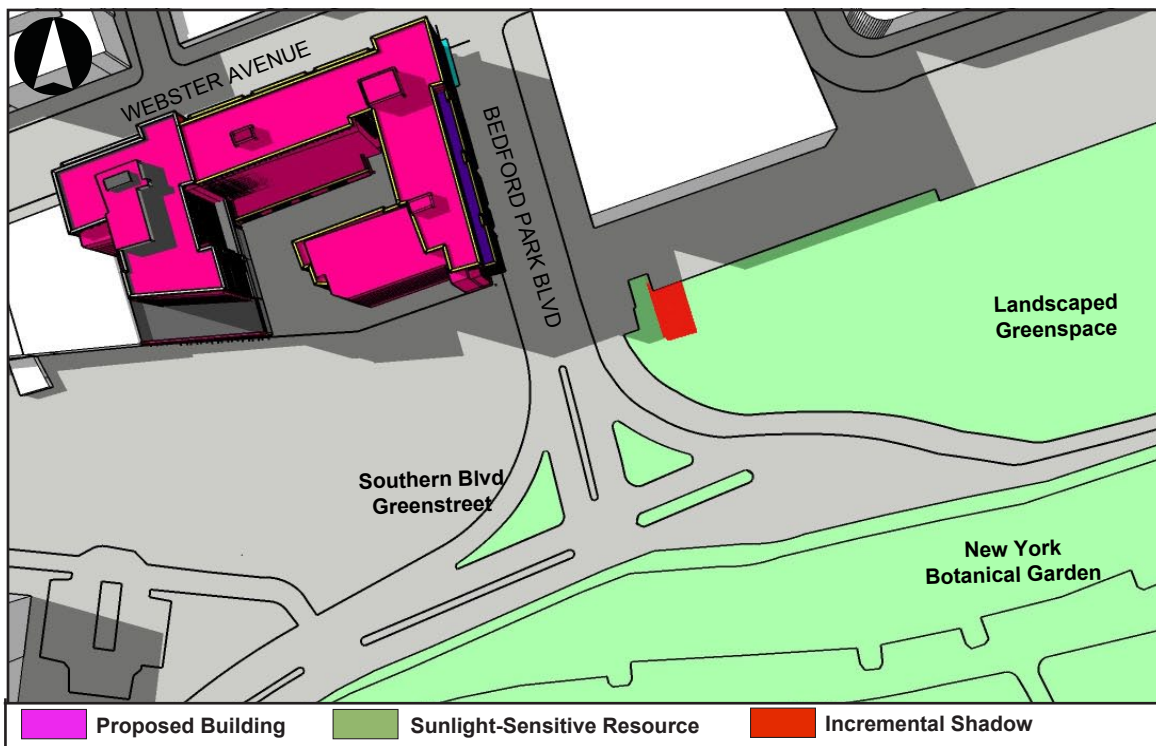 WEBSTER AVENUE
BEDFORD PARK BLVD
Landscaped
Greenspace
Southern Blvd
Greenstreet
New York
Botanical Garden
Proposed Building
Sunlight-Sensitive Resource
Incremental Shadow